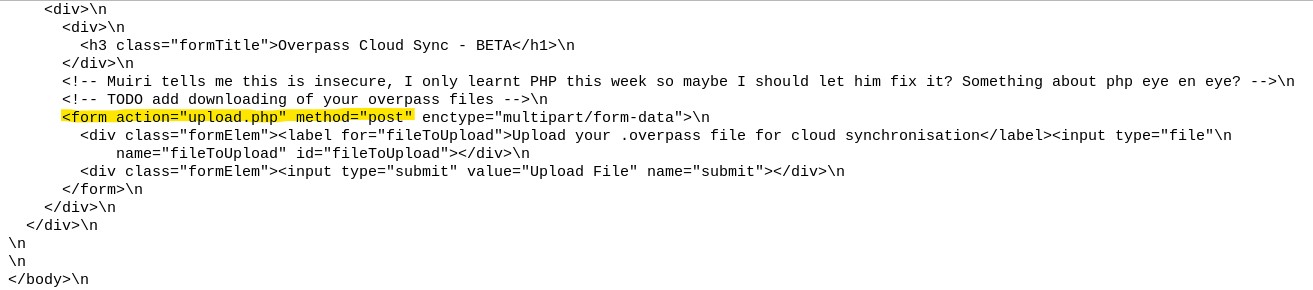 <div>\n
<div>\n
<h3 class="formTitle">Overpass Cloud Sync - BETA</h1>\n
</div>\n
<!-- Muiri tells me this is insecure, I only learnt PHP this week so maybe I should let him fix it? Something about php eye en eye? -->\n
<!-- TODO add downloading of your overpass files -->\n
<form action="upload.php" method="post" enctype="multipart/form-data">\n
<div class="formElem"><label for="fileToUpload">Upload your .overpass file for cloud synchronisation</label><input type="file"\n
name="fileToUpload" id="fileToUpload"></div>\n
<div class="formElem"><input type="submit" value="Upload File" name="submit"></div>\n
</form>\n
</div>\n
</div>\n
\n
\n
</body>\n